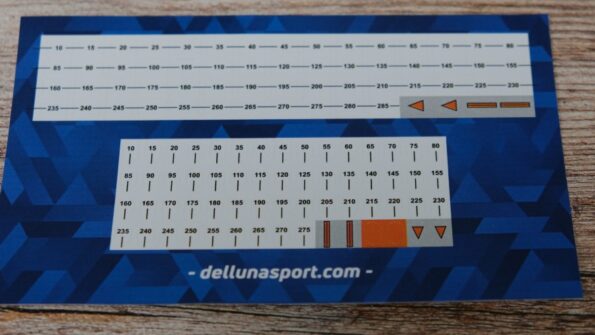 10 15 20 25 30 35 40 45 50 55 60 65 70 75 80
85 90 95 100 105 110 115 120 125 130 135 140 145 150 155
160 165 170 175 180 185 190 195 200 205 210 215 220 225 230
235 240 245 250 255 260 265 270 275 280 285
10 15 20 25 30 35 40 45 50 55 60 65 70 75 80
85 90 95 100 105 110 115 120 125 130 135 140 145 150 155
160 165 170 175 180 185 190 195 200 205 210 215 220 225 230
235 240 245 250 255 260 265 270 275
- dellunasport.com -